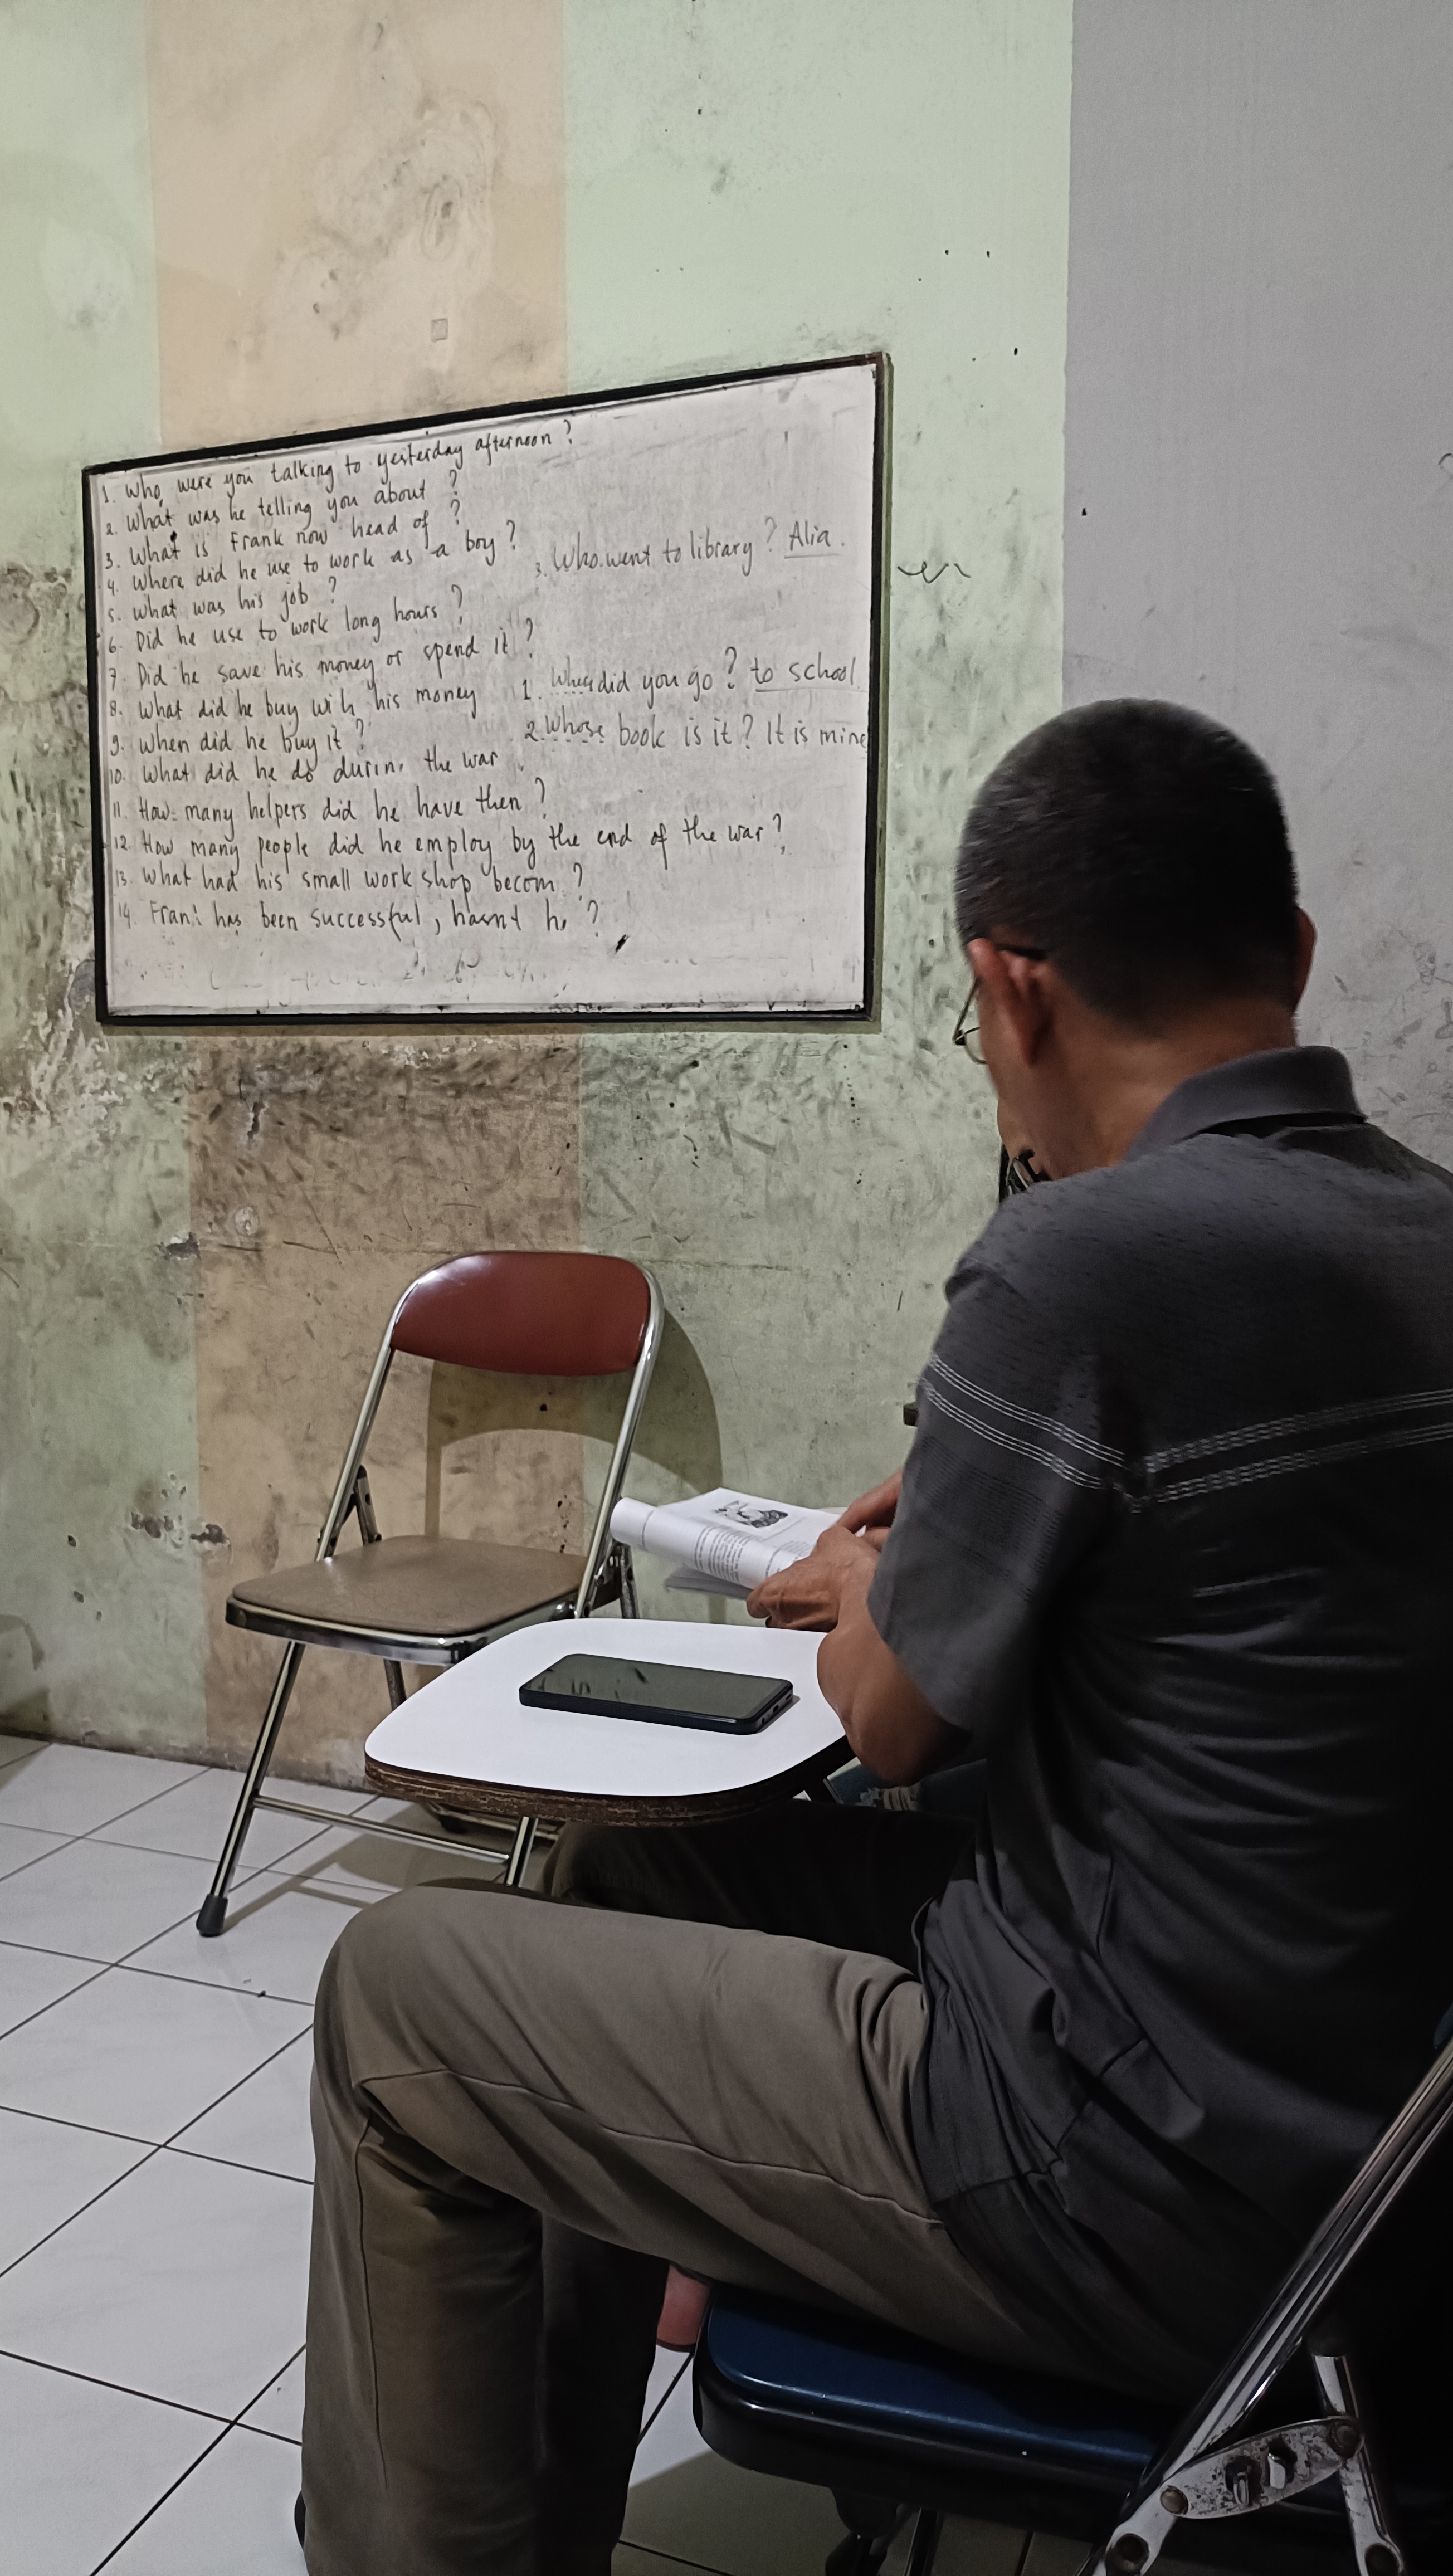 1. Who were you talking to yesterday afternoon ?
2. What was he telling you about ?
3. What is Frank now head of ?
4. Where did he use to work as a boy ?
5. What was his job ?
6. Did he use to work long hours ?
7. Did he save his money or spend it ?
8. What did he buy with his money
9. When did he buy it ?
10. What did he do during the war
11. How many helpers did he have then ?
12. How many people did he employ by the end of the war ?
13. What had his small workshop becom ?
14. Frank has been successful, hasn't he ?
3. Who went to library ? Alia.
1. did you go ? to school
2. Whose book is it ? It is mine